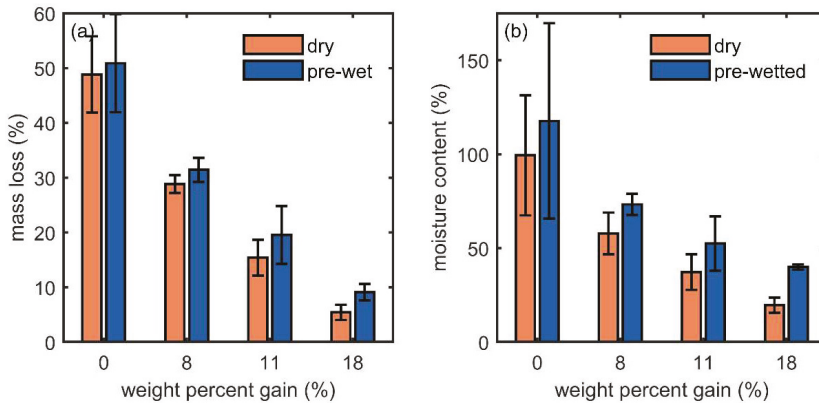 (a)
dry
pre-wet
60
50
40
30
20
10
0
mass loss (%)
0 8 11 18
weight percent gain (%)
(b)
dry
pre-wetted
150
100
50
0
moisture content (%)
0 8 11 18
weight percent gain (%)